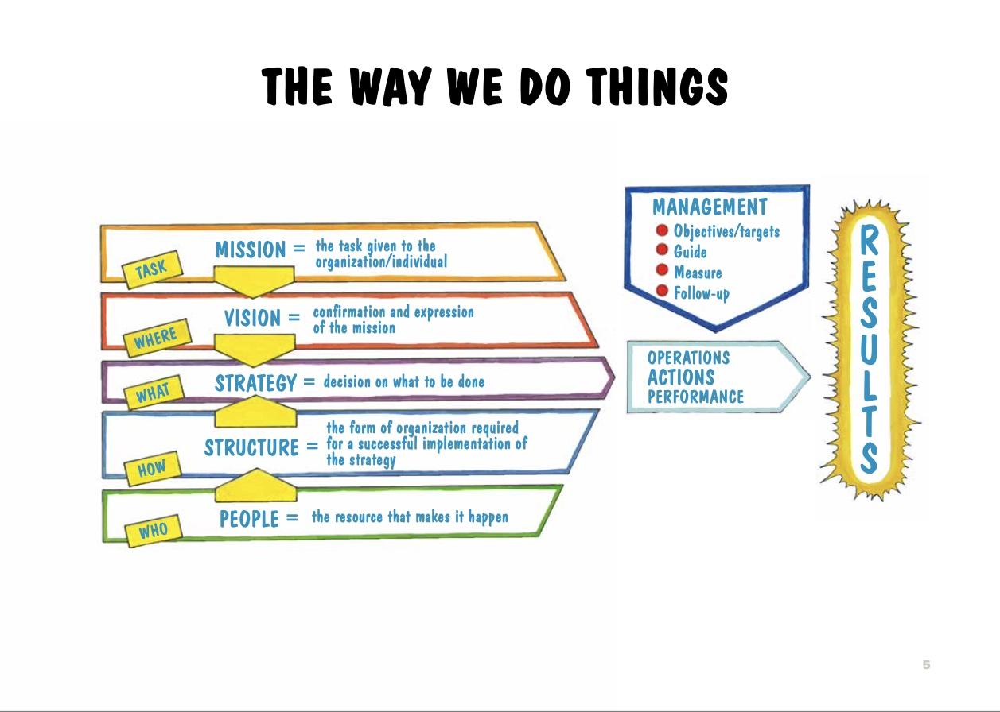 THE WAY WE DO THINGS
MISSION = the task given to the
organization/individual
TASK
VISION = confirmation and expression
of the mission
WHERE
STRATEGY = decision on what to be done
WHAT
the form of organization required
STRUCTURE = for a successful implementation of
the strategy
HOW
PEOPLE = the resource that makes it happen
WHO
MANAGEMENT
Objectives/targets
Guide
Measure
Follow-up
OPERATIONS
ACTIONS
PERFORMANCE
RESULTS
5